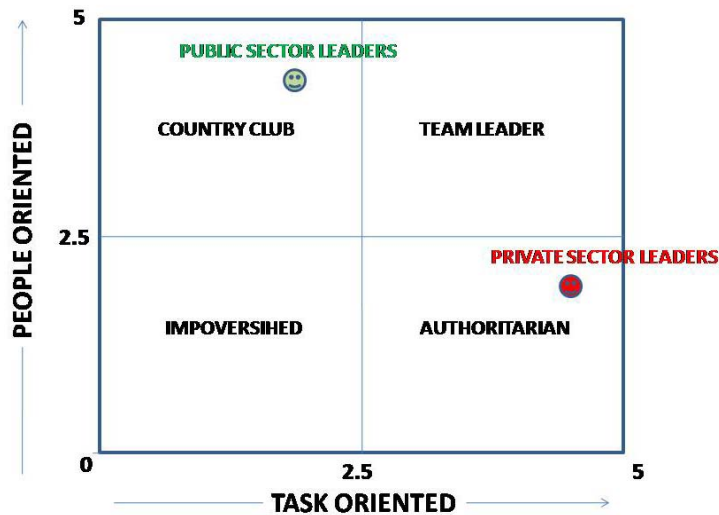 5
PUBLIC SECTOR LEADERS
COUNTRY CLUB
TEAM LEADER
PEOPLE ORIENTED
2.5
PRIVATE SECTOR LEADERS
IMPOVERSIHED
AUTHORITARIAN
0
2.5
5
TASK ORIENTED